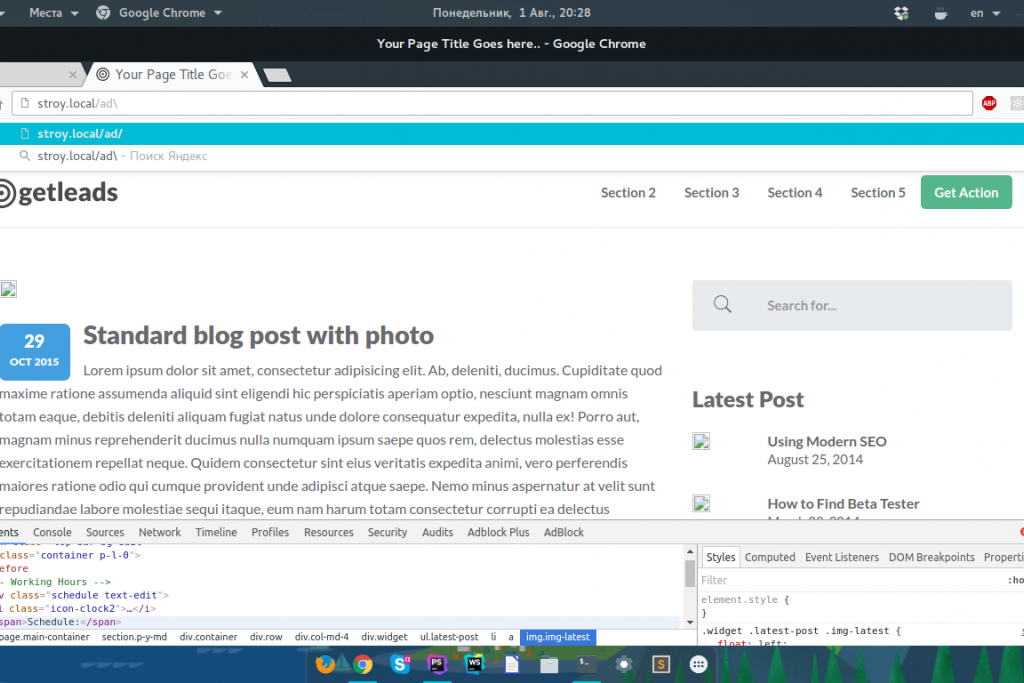 Места
Google Chrome
Понедельник, 1 Авг., 20:28
en
Your Page Title Goes here.. - Google Chrome
Your Page Title Goe
stroy.local/ad\
ABP
stroy.local/ad/
stroy.local/ad\ - Поиск Яндекс
getleads
Section 2
Section 3
Section 4
Section 5
Get Action
Search for...
29
OCT 2015
Standard blog post with photo
Lorem ipsum dolor sit amet, consectetur adipisicing elit. Ab, deleniti, ducimus. Cupiditate quod
maxime ratione assumenda aliquid sint eligendi hic perspiciatis aperiam optio, nesciunt magnam omnis
totam eaque, debitis deleniti aliquam fugiat natus unde dolore consequatur expedita, nulla ex! Porro aut,
magnam minus reprehenderit ducimus nulla numquam ipsum saepe quos rem, delectus molestias esse
exercitationem repellat neque. Quidem consectetur sint eius veritatis expedita animi, vero perferendis
maiores ratione odio qui cumque provident unde adipisci atque saepe. Nemo minus aspernatur at velit sunt
repudiandae labore molestiae sequi itaque, eum nam harum totam consectetur corrupti ea delectus
Latest Post
Using Modern SEO
August 25, 2014
How to Find Beta Tester
ents
Console
Sources
Network
Timeline
Profiles
Resources
Security
Audits
Adblock Plus
AdBlock
class="container p-l-0">
efore
- Working Hours -->
v class="schedule text-edit">
i class="icon-clock2">…</i>
span>Schedule:</span>
page.main-container
section.p-y-md
div.container
div.row
div.col-md-4
div.widget
ul.latest-post
li
a
img.img-latest
Styles
Computed
Event Listeners
DOM Breakpoints
Properti
Filter
:ho
element.style {
}
.widget .latest-post .img-latest {
float: left;
S
PS
WS
S